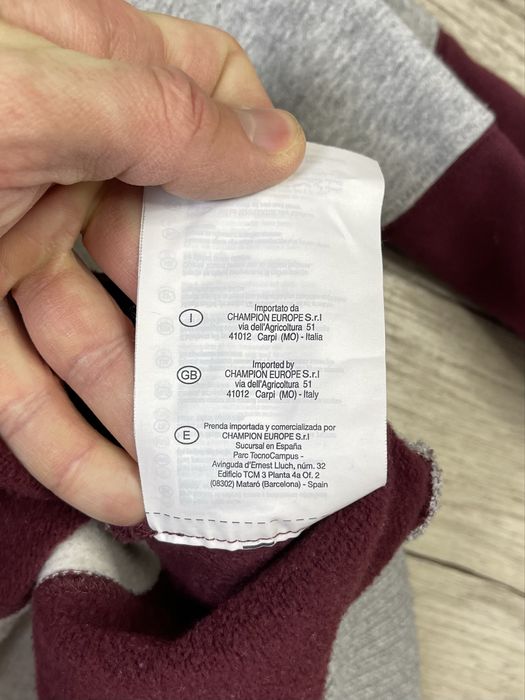 I
Importato da
CHAMPION EUROPE S.r.l
via dell'Agricoltura 51
41012 Carpi (MO) - Italia
GB
Imported by
CHAMPION EUROPE S.r.l
via dell'Agricoltura 51
41012 Carpi (MO) - Italy
E
Prenda importada y comercializada por
CHAMPION EUROPE S.r.l
Sucursal en España
Parc TecnoCampus -
Avinguda d'Ernest Lluch, núm. 32
Edificio TCM 3 Planta 4a Of. 2
(08302) Mataró (Barcelona) - Spain